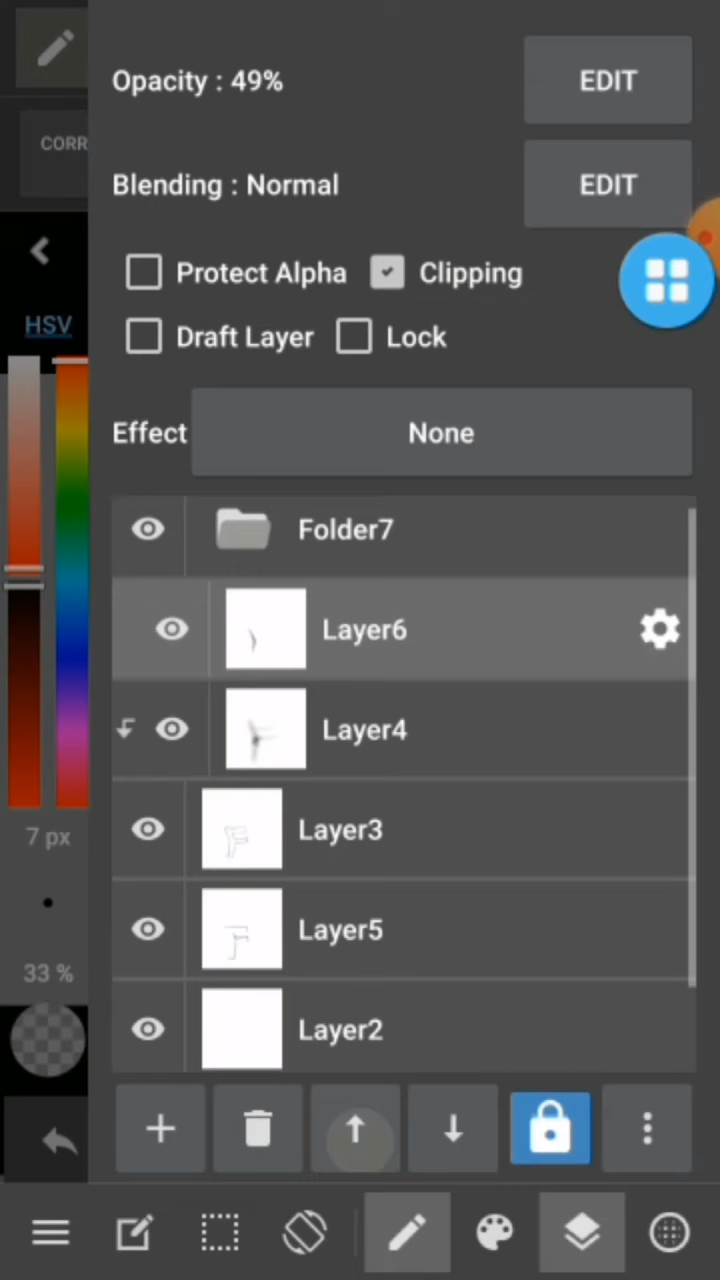 Opacity : 49%
EDIT
CORR
Blending : Normal
EDIT
Protect Alpha
Clipping
HSV
Draft Layer
Lock
Effect
None
Folder7
Layer6
Layer4
7 px
Layer3
Layer5
33 %
Layer2